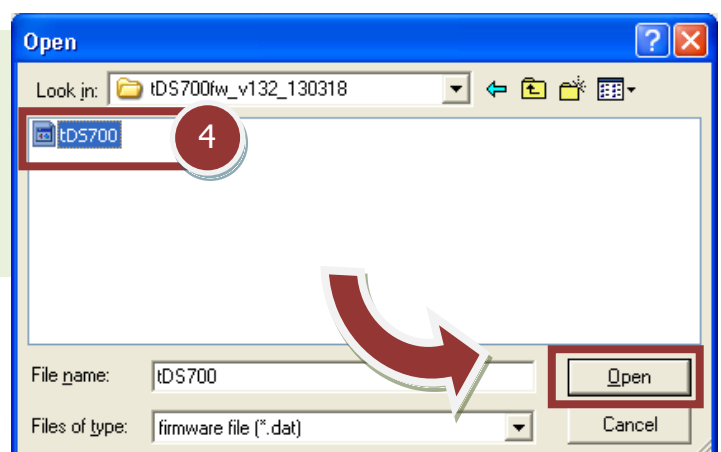 Open
Look in: tDS700fw_v132_130318
tDS700 4
File name: tDS700 Open
Files of type: firmware file (*.dat) Cancel